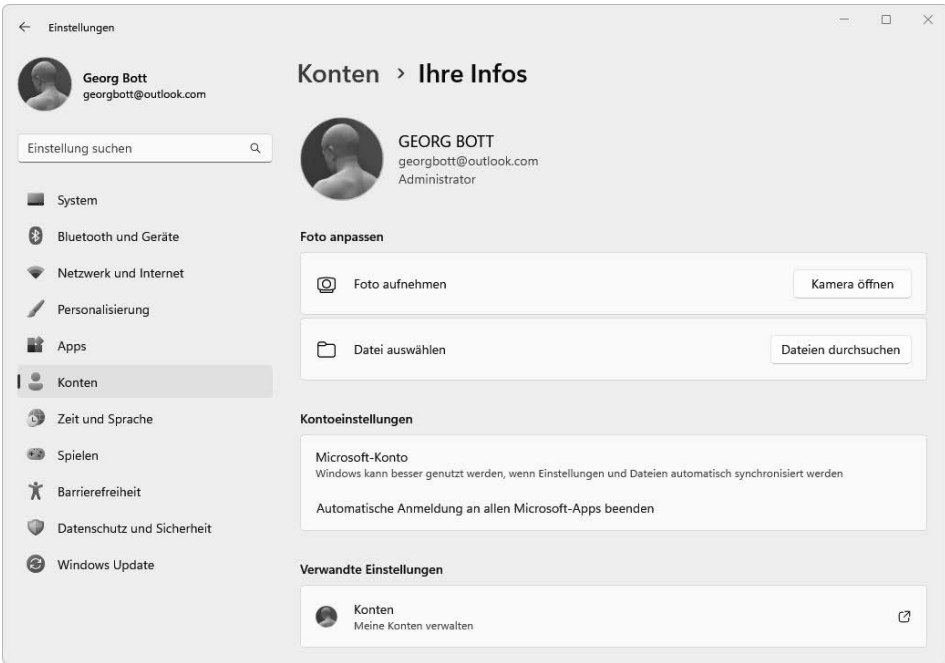 Einstellungen
Georg Bott
georgbott@outlook.com
Einstellung suchen
System
Bluetooth und Geräte
Netzwerk und Internet
Personalisierung
Apps
Konten
Zeit und Sprache
Spielen
Barrierefreiheit
Datenschutz und Sicherheit
Windows Update
Konten › Ihre Infos
GEORG BOTT
georgbott@outlook.com
Administrator
Foto anpassen
Foto aufnehmen
Kamera öffnen
Datei auswählen
Dateien durchsuchen
Kontoeinstellungen
Microsoft-Konto
Windows kann besser genutzt werden, wenn Einstellungen und Dateien automatisch synchronisiert werden
Automatische Anmeldung an allen Microsoft-Apps beenden
Verwandte Einstellungen
Konten
Meine Konten verwalten